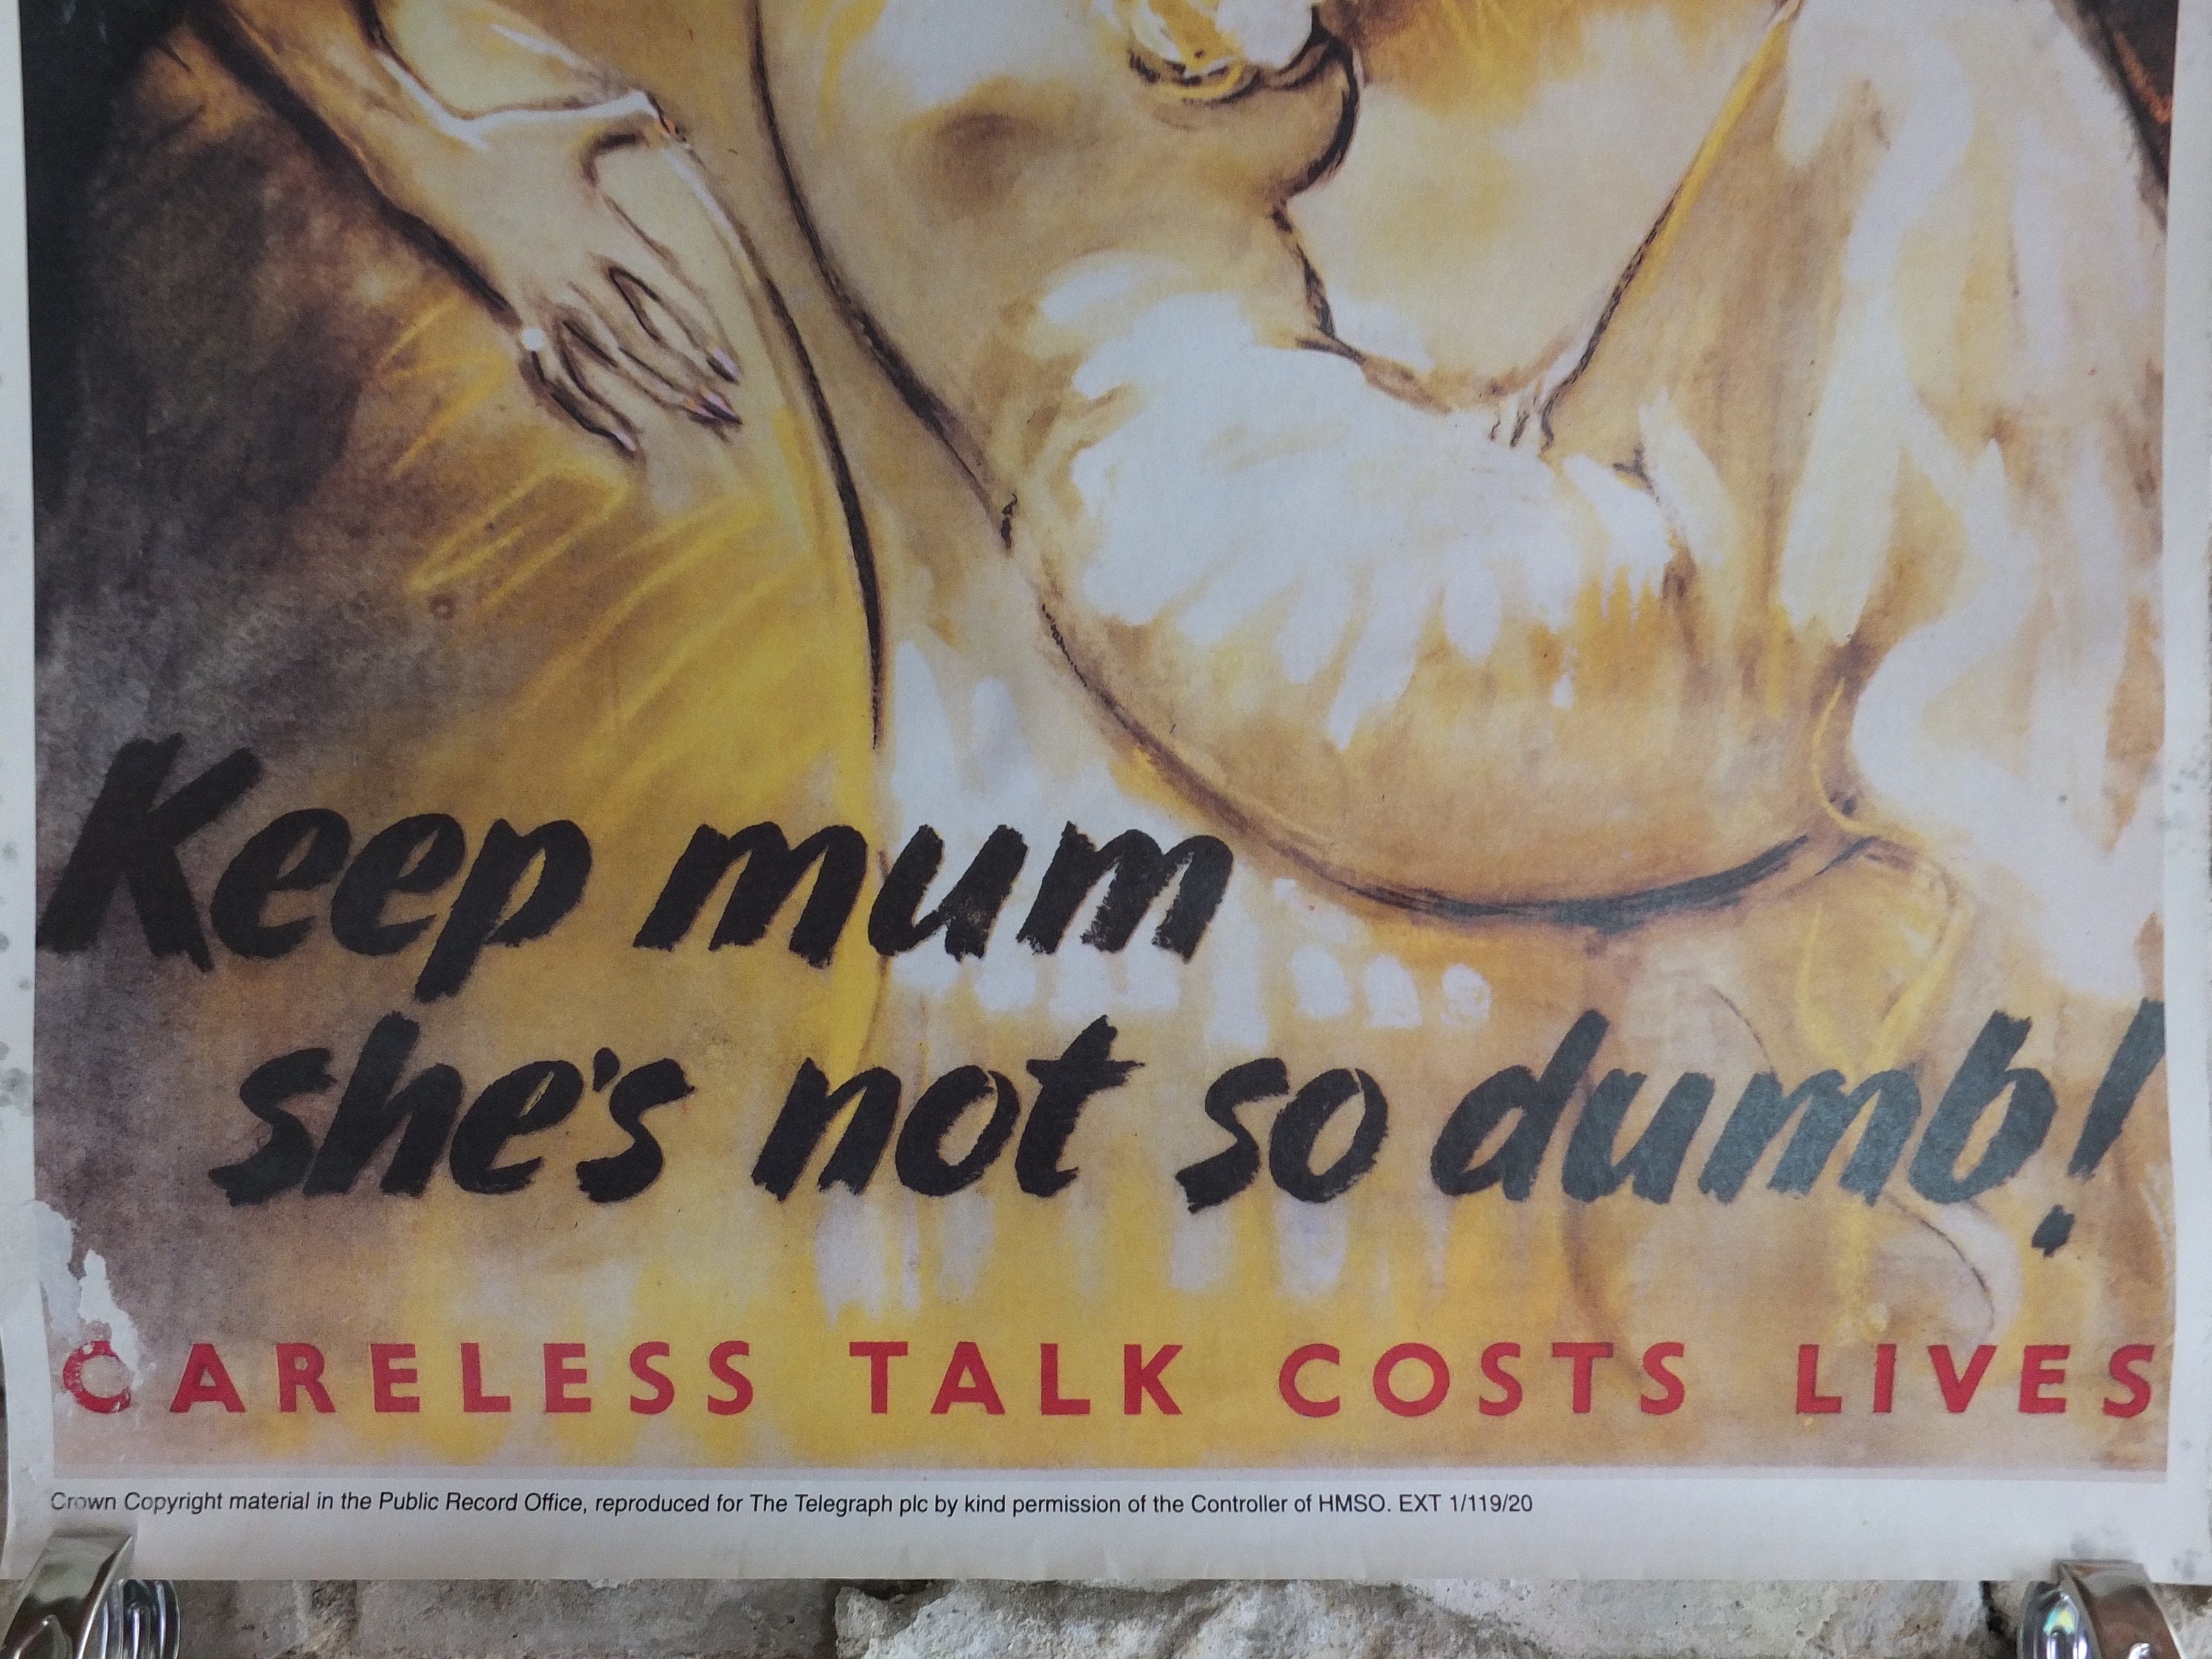 Keep mum
she's not so dumb!
CARELESS TALK COSTS LIVES
Crown Copyright material in the Public Record Office, reproduced for The Telegraph plc by kind permission of the Controller of HMSO. EXT 1/119/20